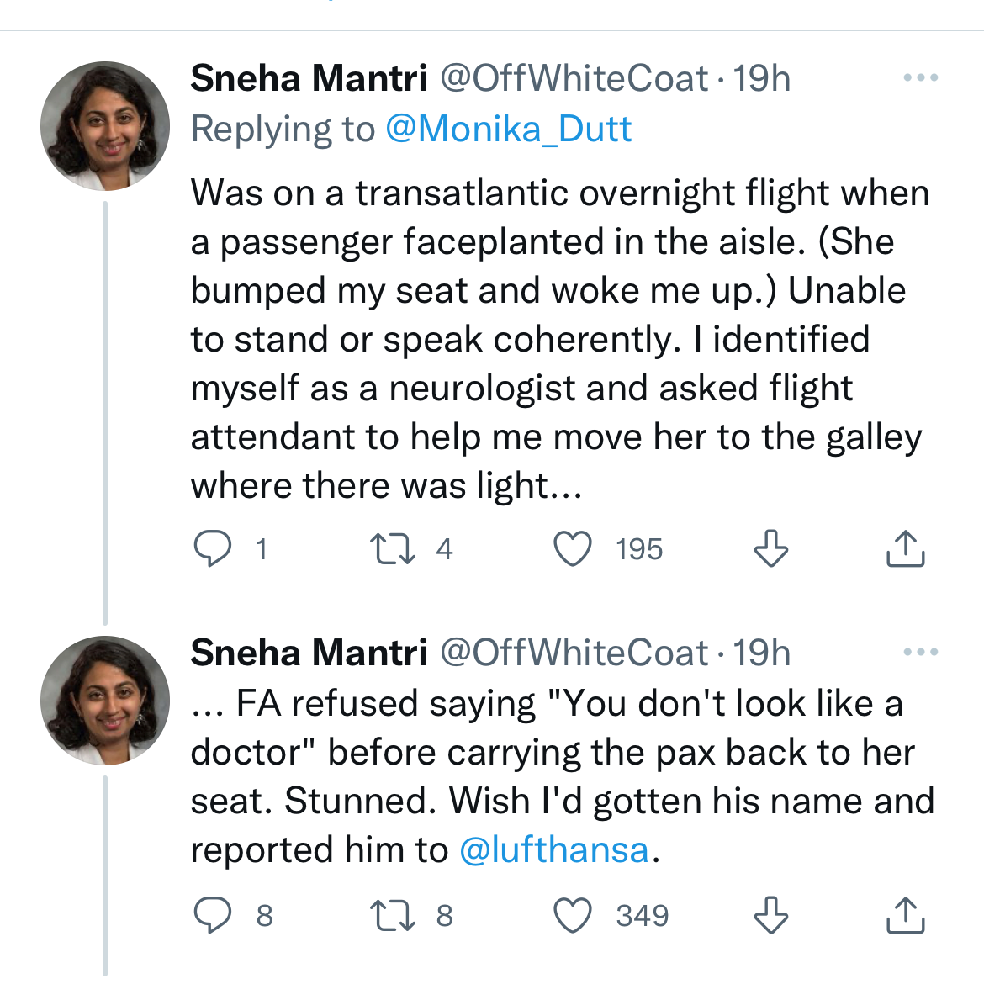 Sneha Mantri @OffWhiteCoat · 19h
Replying to @Monika_Dutt
Was on a transatlantic overnight flight when
a passenger faceplanted in the aisle. (She
bumped my seat and woke me up.) Unable
to stand or speak coherently. I identified
myself as a neurologist and asked flight
attendant to help me move her to the galley
where there was light...
1 4 195
Sneha Mantri @OffWhiteCoat · 19h
... FA refused saying "You don't look like a
doctor" before carrying the pax back to her
seat. Stunned. Wish I'd gotten his name and
reported him to @lufthansa.
8 8 349